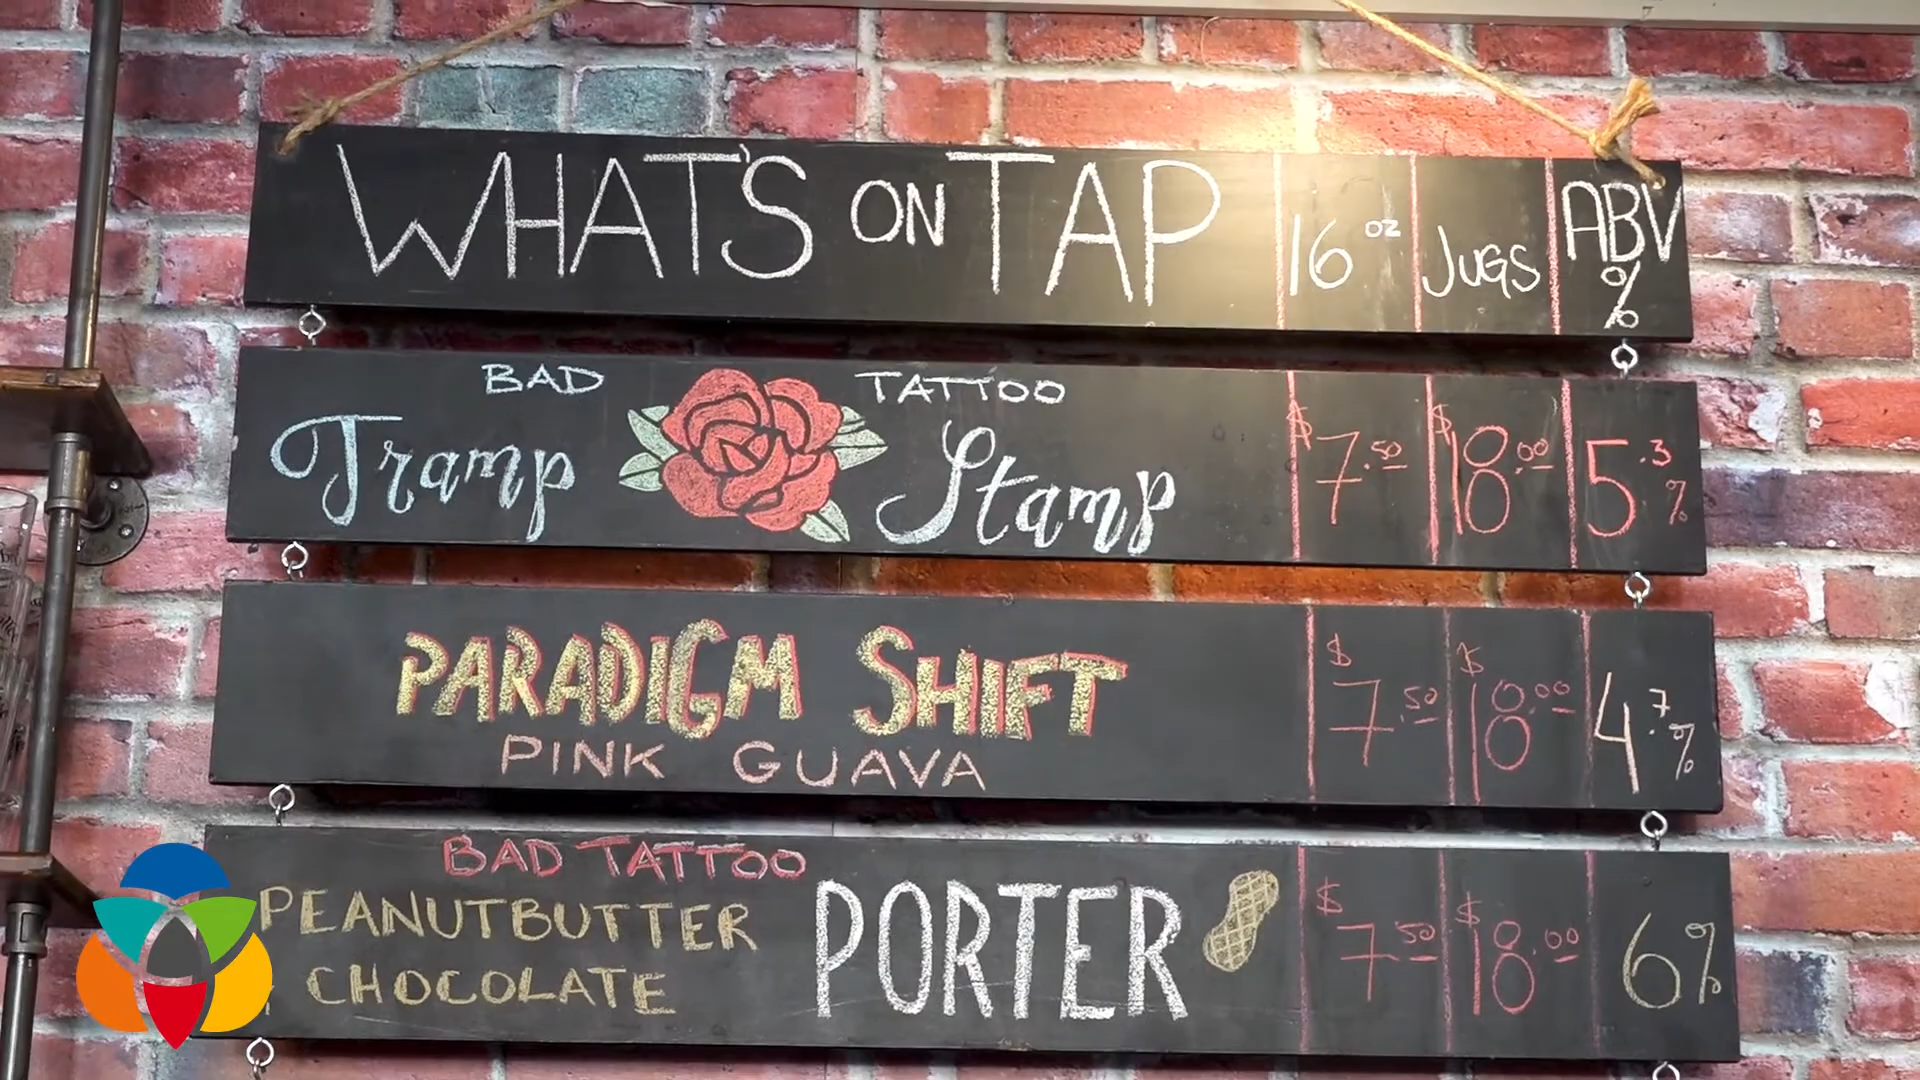 WHAT'S ON TAP 16 oz JUGS ABV %
BAD TATTOO
Tramp Stamp $7.50 $18.00 5.3%
PARADIGM SHIFT $7.50 $18.00 4.7%
PINK GUAVA
BAD TATTOO
PEANUTBUTTER
CHOCOLATE
PORTER $7.50 $18.00 6%